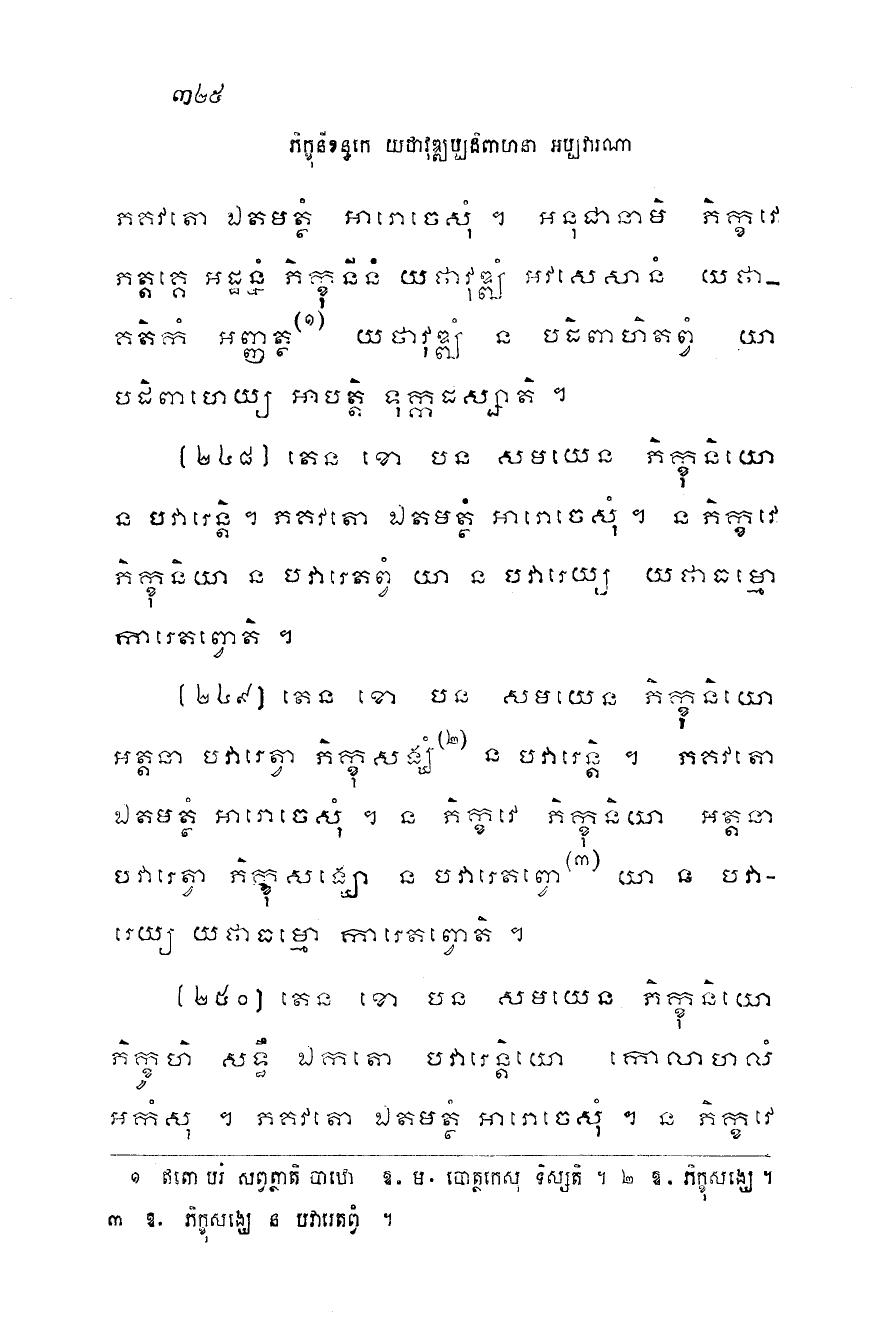 ៣២៥
ភិក្ខុនីខន្ធកេ យថាវុឌ្ឍប្បដិពាហនា អប្បវារណា
ភគវតោ ឯតមត្ថំ អារោចេសុំ ។ អនុជានាមិ ភិក្ខវេ
ភត្តគ្គេ អដ្ឋន្នំ ភិក្ខុនីនំ យថាវុឌ្ឍំ អវសេសានំ យថា-
គតិកំ អញ្ញត្ថ(១) យថាវុឌ្ឍំ ន បដិពាហិតព្វំ យា
បដិពាហេយ្យ អាបត្តិ ទុក្កដស្សាតិ ។
[២៤៨] តេន ខោ បន សមយេន ភិក្ខុនិយោ
ន បវារេន្តិ ។ ភគវតោ ឯតមត្ថំ អារោចេសុំ ។ ន ភិក្ខវេ
ភិក្ខុនិយា ន បវារេតព្វំ យា ន បវារេយ្យ យថាធម្មោ
ការេតព្វោតិ ។
[២៤៩] តេន ខោ បន សមយេន ភិក្ខុនិយោ
អត្តនា បវារេត្វា ភិក្ខុសង្ឃំ(២) ន បវារេន្តិ ។ ភគវតោ
ឯតមត្ថំ អារោចេសុំ ។ ន ភិក្ខវេ ភិក្ខុនិយា អត្តនា
បវារេត្វា ភិក្ខុសង្ឃោ ន បវារេតព្វោ(៣) យា ន បវា-
រេយ្យ យថាធម្មោ ការេតព្វោតិ ។
[២៥០] តេន ខោ បន សមយេន ភិក្ខុនិយោ
ភិក្ខូហិ សទ្ធឹ ឯកតោ បវារេន្តិយោ កោលាហលំ
អកំសុ ។ ភគវតោ ឯតមត្ថំ អារោចេសុំ ។ ន ភិក្ខវេ
១ ឥតោ បរំ សព្វត្ថាតិ បាឋោ ឱ. ម. បោត្ថកេសុ ទិស្សតិ ។ ២ ឱ. ភិក្ខុសង្ឃេ ។
៣ ឱ. ភិក្ខុសង្ឃេ ន បវារេតព្វំ ។